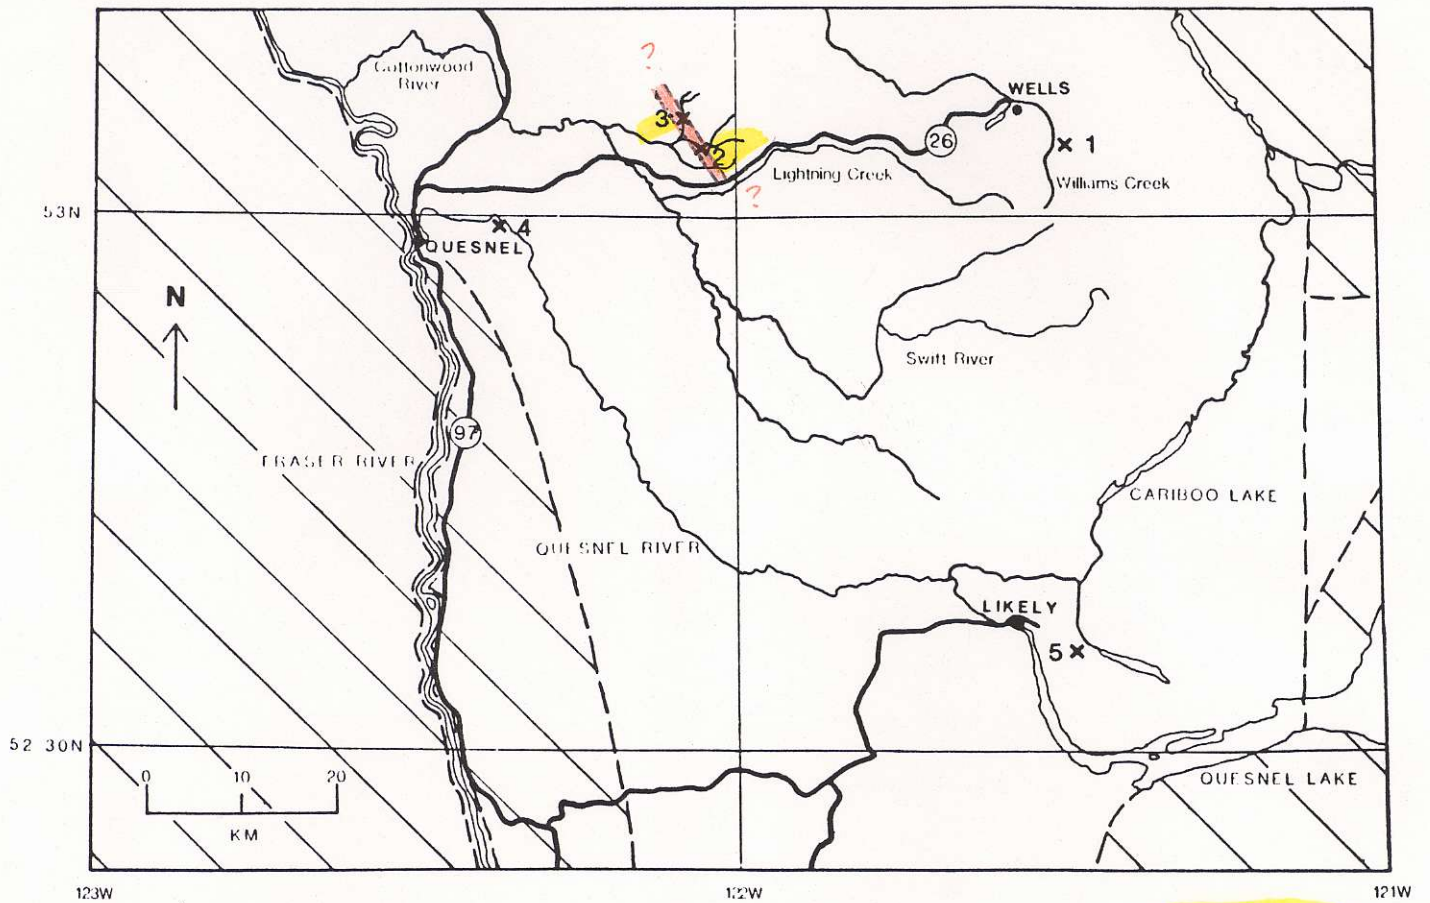 ?
Cottonwood
River
WELLS
3
26
1
2
Lightning Creek
Williams Creek
?
53N
4
QUESNEL
N
Swift River
97
FRASER RIVER
CARIBOO LAKE
QUESNEL RIVER
LIKELY
5
52 30N
0 10 20
KM
QUESNEL LAKE
123W 122W 121W